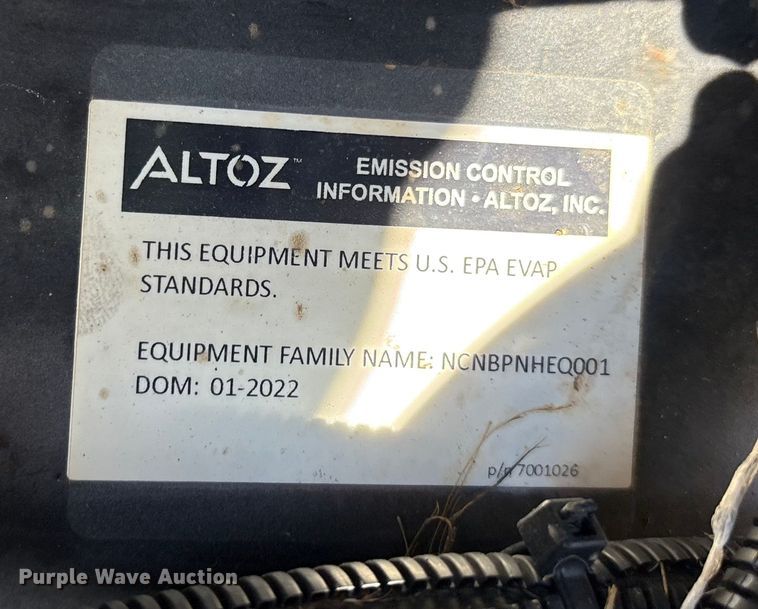 ALTOZ™
EMISSION CONTROL
INFORMATION • ALTOZ, INC.
THIS EQUIPMENT MEETS U.S. EPA EVAP
STANDARDS.
EQUIPMENT FAMILY NAME: NCNBPNHEQ001
DOM: 01-2022
p/n 7001026
Purple Wave Auction